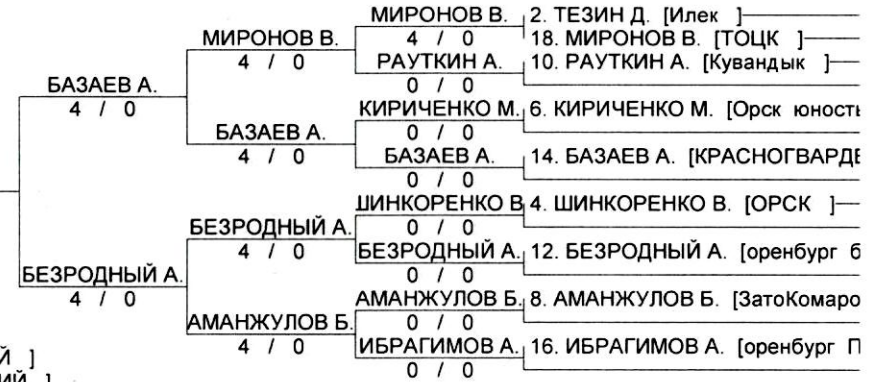 МИРОНОВ В. 2. ТЕЗИН Д. [Илек ]
МИРОНОВ В. 4 / 0 18. МИРОНОВ В. [ТОЦК ]
4 / 0 РАУТКИН А. 10. РАУТКИН А. [Кувандык ]
БАЗАЕВ А. 0 / 0
4 / 0 КИРИЧЕНКО М. 6. КИРИЧЕНКО М. [Орск юность
БАЗАЕВ А. 0 / 0
4 / 0 БАЗАЕВ А. 14. БАЗАЕВ А. [КРАСНОГВАРДЕ
0 / 0
ШИНКОРЕНКО В 4. ШИНКОРЕНКО В. [ОРСК ]
БЕЗРОДНЫЙ А. 0 / 0
4 / 0 БЕЗРОДНЫЙ А. 12. БЕЗРОДНЫЙ А. [оренбург б
БЕЗРОДНЫЙ А. 0 / 0
4 / 0 АМАНЖУЛОВ Б. 8. АМАНЖУЛОВ Б. [ЗатоКомаро
АМАНЖУЛОВ Б. 0 / 0
4 / 0 ИБРАГИМОВ А. 16. ИБРАГИМОВ А. [оренбург П
Й ] 0 / 0
ИЙ ]